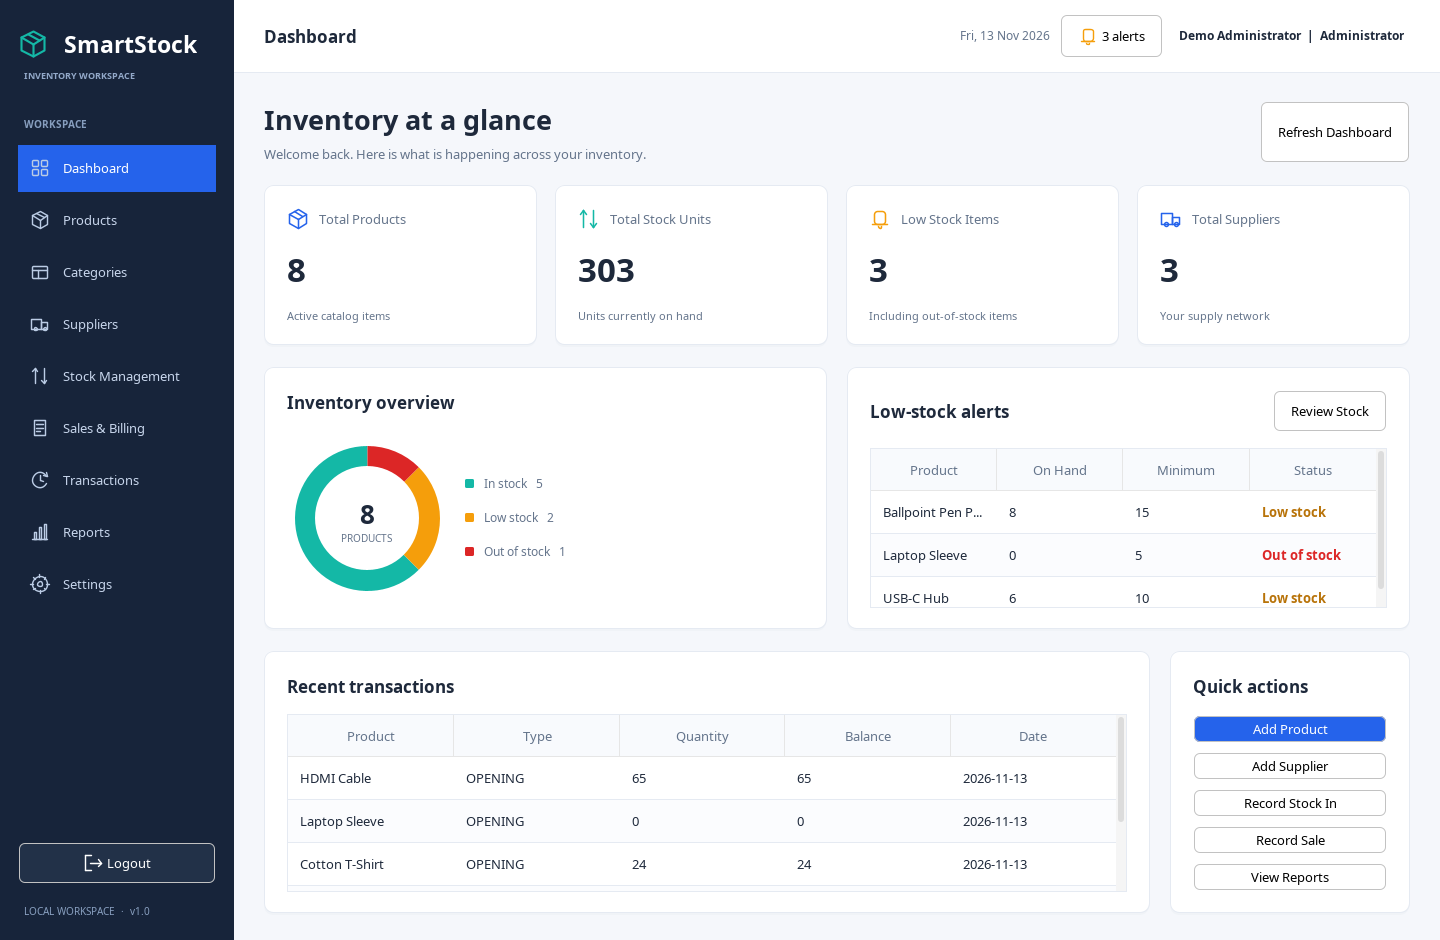 SmartStock
INVENTORY WORKSPACE
WORKSPACE
Dashboard
Products
Categories
Suppliers
Stock Management
Sales & Billing
Transactions
Reports
Settings
Logout
LOCAL WORKSPACE · v1.0
Dashboard
Fri, 13 Nov 2026
3 alerts
Demo Administrator | Administrator
Inventory at a glance
Welcome back. Here is what is happening across your inventory.
Refresh Dashboard
Total Products
8
Active catalog items
Total Stock Units
303
Units currently on hand
Low Stock Items
3
Including out-of-stock items
Total Suppliers
3
Your supply network
Inventory overview
8
PRODUCTS
In stock 5
Low stock 2
Out of stock 1
Low-stock alerts
Review Stock
Product On Hand Minimum Status
Ballpoint Pen P... 8 15 Low stock
Laptop Sleeve 0 5 Out of stock
USB-C Hub 6 10 Low stock
Recent transactions
Product Type Quantity Balance Date
HDMI Cable OPENING 65 65 2026-11-13
Laptop Sleeve OPENING 0 0 2026-11-13
Cotton T-Shirt OPENING 24 24 2026-11-13
Quick actions
Add Product
Add Supplier
Record Stock In
Record Sale
View Reports